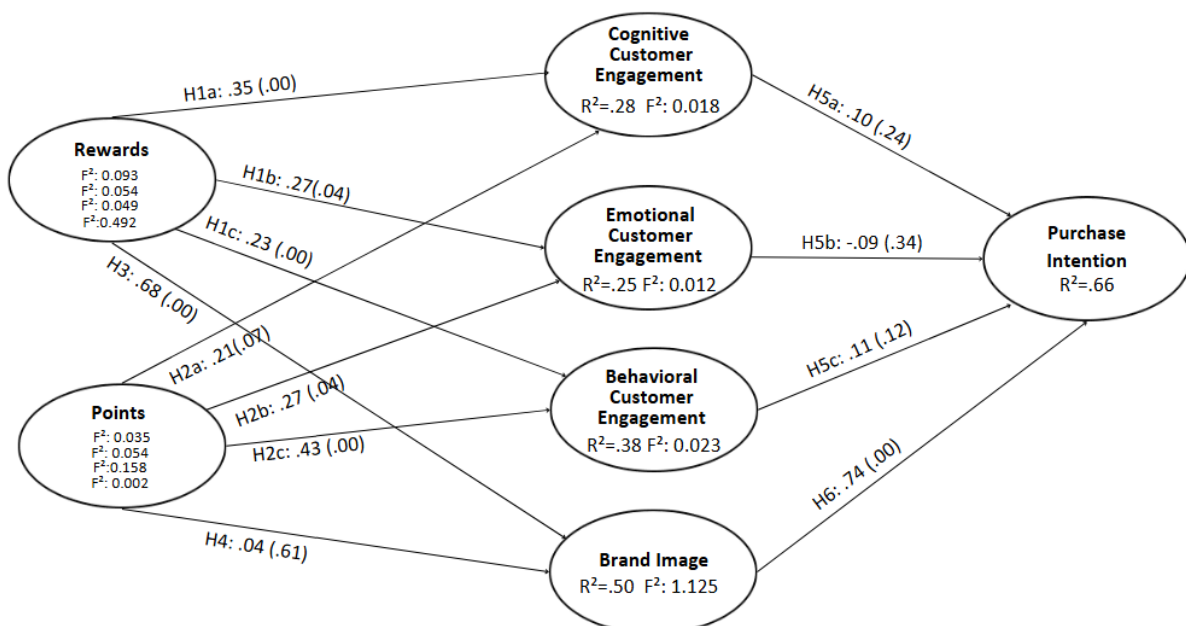 Cognitive
Customer
Engagement
R²=.28 F²: 0.018
H1a: .35 (.00)
H5a: .10 (.24)
Rewards
F²: 0.093
F²: 0.054
F²: 0.049
F²:0.492
H1b: .27(.04)
H1c: .23 (.00)
H3: .68 (.00)
Emotional
Customer
Engagement
R²=.25 F²: 0.012
H5b: -.09 (.34)
Purchase
Intention
R²=.66
H2a: .21(.07)
H2b: .27 (.04)
H2c: .43 (.00)
Points
F²: 0.035
F²: 0.054
F²:0.158
F²: 0.002
Behavioral
Customer
Engagement
R²=.38 F²: 0.023
H5c: .11 (.12)
H4: .04 (.61)
H6: .74 (.00)
Brand Image
R²=.50 F²: 1.125